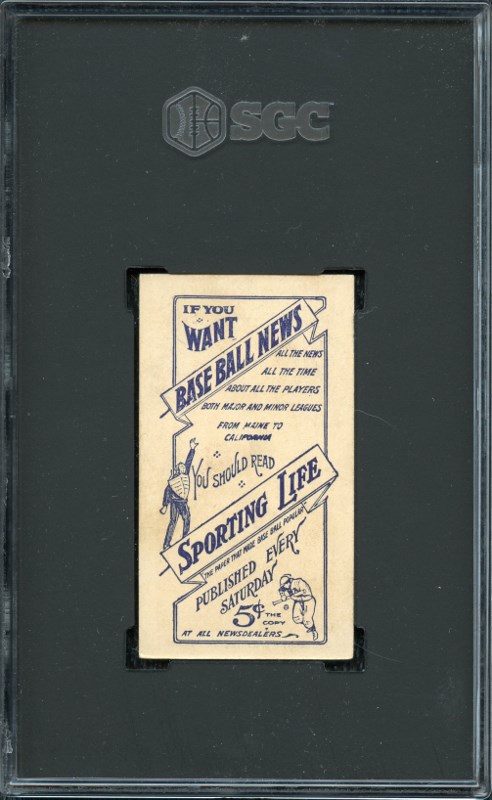 SGC
IF YOU
WANT
BASE BALL NEWS
ALL THE NEWS
ALL THE TIME
ABOUT ALL THE PLAYERS
BOTH MAJOR AND MINOR LEAGUES
FROM MAINE TO
CALIFORNIA
YOU SHOULD READ
SPORTING LIFE
THE PAPER THAT MADE BASE BALL POPULAR
PUBLISHED EVERY
SATURDAY
5¢ THE COPY
AT ALL NEWSDEALERS